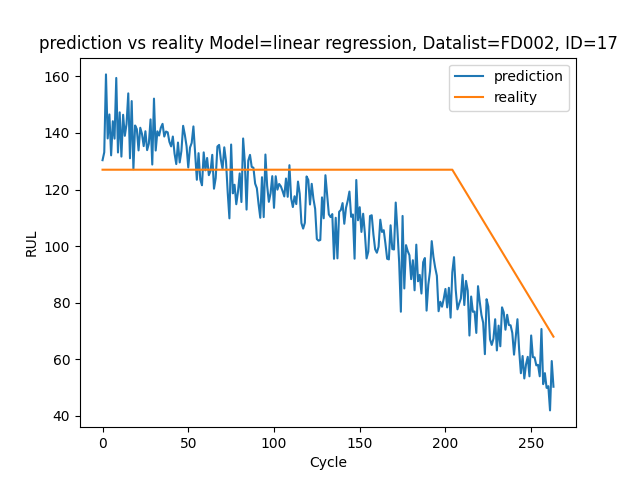 prediction vs reality Model=linear regression, Datalist=FD002, ID=17
prediction
reality
RUL
160
140
120
100
80
60
40
0 50 100 150 200 250
Cycle